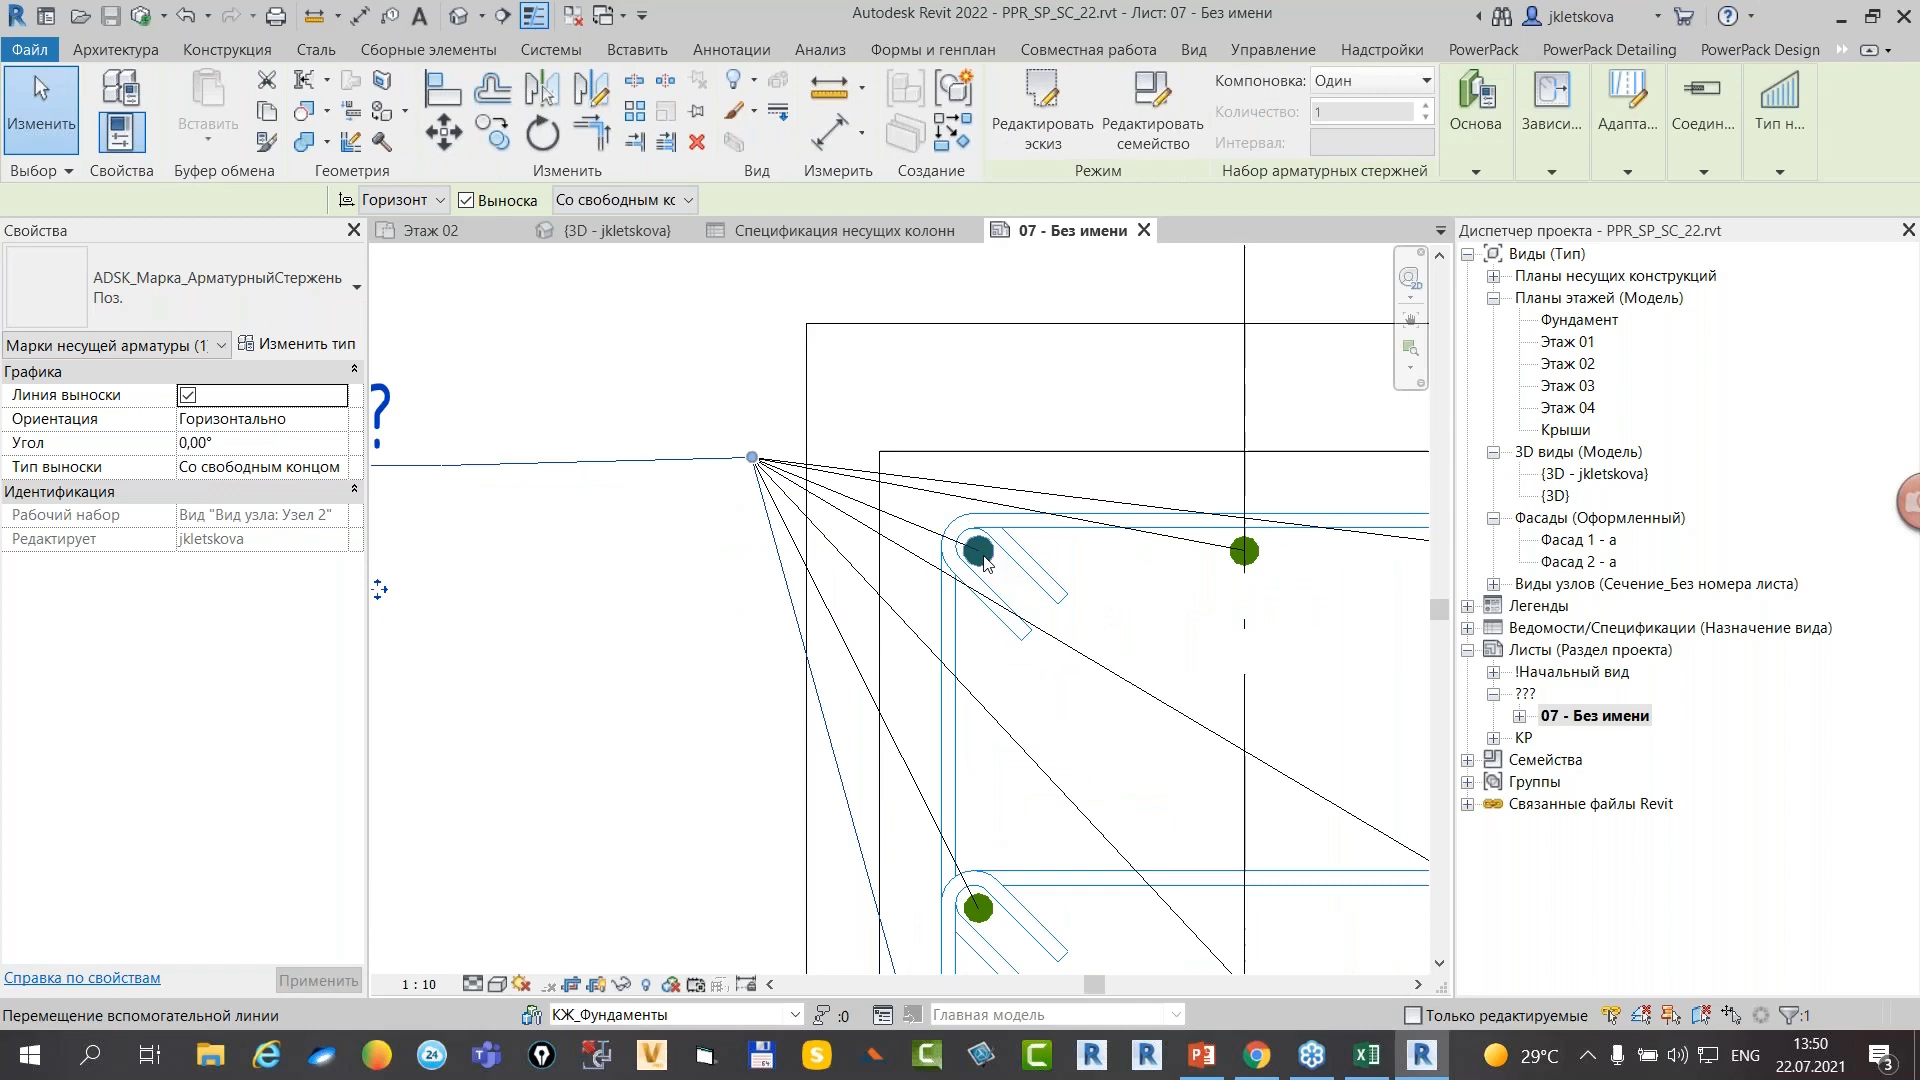 Autodesk Revit 2022 - PPR_SP_SC_22.rvt - Лист: 07 - Без имени
jkletskova
Файл Архитектура Конструкция Сталь Сборные элементы Системы Вставить Аннотации Анализ Формы и генплан Совместная работа Вид Управление Надстройки PowerPack PowerPack Detailing PowerPack Design
Изменить
Вставить
Редактировать эскиз
Редактировать семейство
Компоновка: Один
Количество: 1
Интервал:
Основа
Зависи...
Адапта...
Соедин...
Тип н...
Выбор Свойства Буфер обмена Геометрия Изменить Вид Измерить Создание Режим Набор арматурных стержней
Горизонт Выноска Со свободным кс
Свойства
Этаж 02 {3D - jkletskova} Спецификация несущих колонн 07 - Без имени
Диспетчер проекта - PPR_SP_SC_22.rvt
ADSK_Марка_АрматурныйСтержень
Поз.
Марки несущей арматуры (1) Изменить тип
Графика
Линия выноски
Ориентация Горизонтально
Угол 0,00°
Тип выноски Со свободным концом
Идентификация
Рабочий набор Вид "Вид узла: Узел 2"
Редактирует jkletskova
Справка по свойствам Применить
?
2D
Виды (Тип)
Планы несущих конструкций
Планы этажей (Модель)
Фундамент
Этаж 01
Этаж 02
Этаж 03
Этаж 04
Крыши
3D виды (Модель)
{3D - jkletskova}
{3D}
Фасады (Оформленный)
Фасад 1 - а
Фасад 2 - а
Виды узлов (Сечение_Без номера листа)
Легенды
Ведомости/Спецификации (Назначение вида)
Листы (Раздел проекта)
!Начальный вид
???
07 - Без имени
КР
Семейства
Группы
Связанные файлы Revit
1 : 10
Перемещение вспомогательной линии КЖ_Фундаменты :0 Главная модель Только редактируемые :1
29°C ENG
13:50
22.07.2021
3